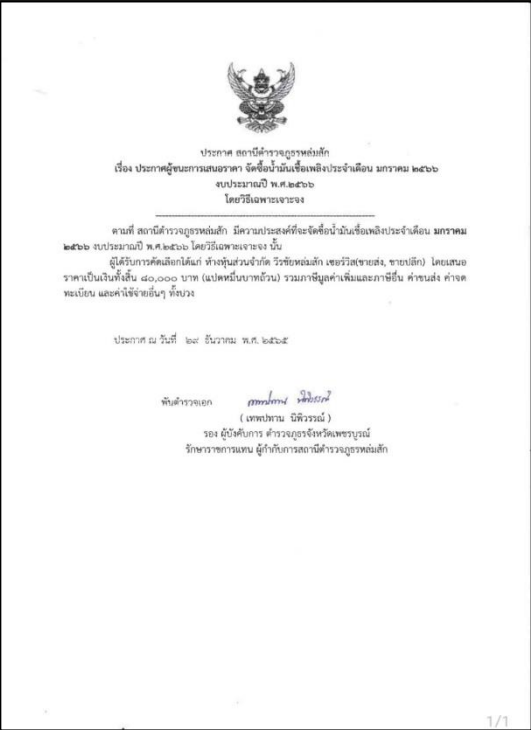 ประกาศ สถานีตำรวจภูธรหล่มสัก
เรื่อง ประกาศผู้ชนะการเสนอราคา จัดซื้อน้ำมันเชื้อเพลิงประจำเดือน มกราคม ๒๕๖๖
งบประมาณปี พ.ศ.๒๕๖๖
โดยวิธีเฉพาะเจาะจง
ตามที่ สถานีตำรวจภูธรหล่มสัก มีความประสงค์ที่จะจัดซื้อน้ำมันเชื้อเพลิงประจำเดือน มกราคม
๒๕๖๖ งบประมาณปี พ.ศ.๒๕๖๖ โดยวิธีเฉพาะเจาะจง นั้น
ผู้ได้รับการคัดเลือกได้แก่ ห้างหุ้นส่วนจำกัด วีรชัยหล่มสัก เซอร์วิส(ขายส่ง, ขายปลีก) โดยเสนอ
ราคาเป็นเงินทั้งสิ้น ๘๐,๐๐๐ บาท (แปดหมื่นบาทถ้วน) รวมภาษีมูลค่าเพิ่มและภาษีอื่น ค่าขนส่ง ค่าจด
ทะเบียน และค่าใช้จ่ายอื่นๆ ทั้งปวง
ประกาศ ณ วันที่ ๒๙ ธันวาคม พ.ศ. ๒๕๖๕
พันตำรวจเอก
( เทพปทาน นิพิวรรณ์ )
รอง ผู้บังคับการ ตำรวจภูธรจังหวัดเพชรบูรณ์
รักษาราชการแทน ผู้กำกับการสถานีตำรวจภูธรหล่มสัก
1/1